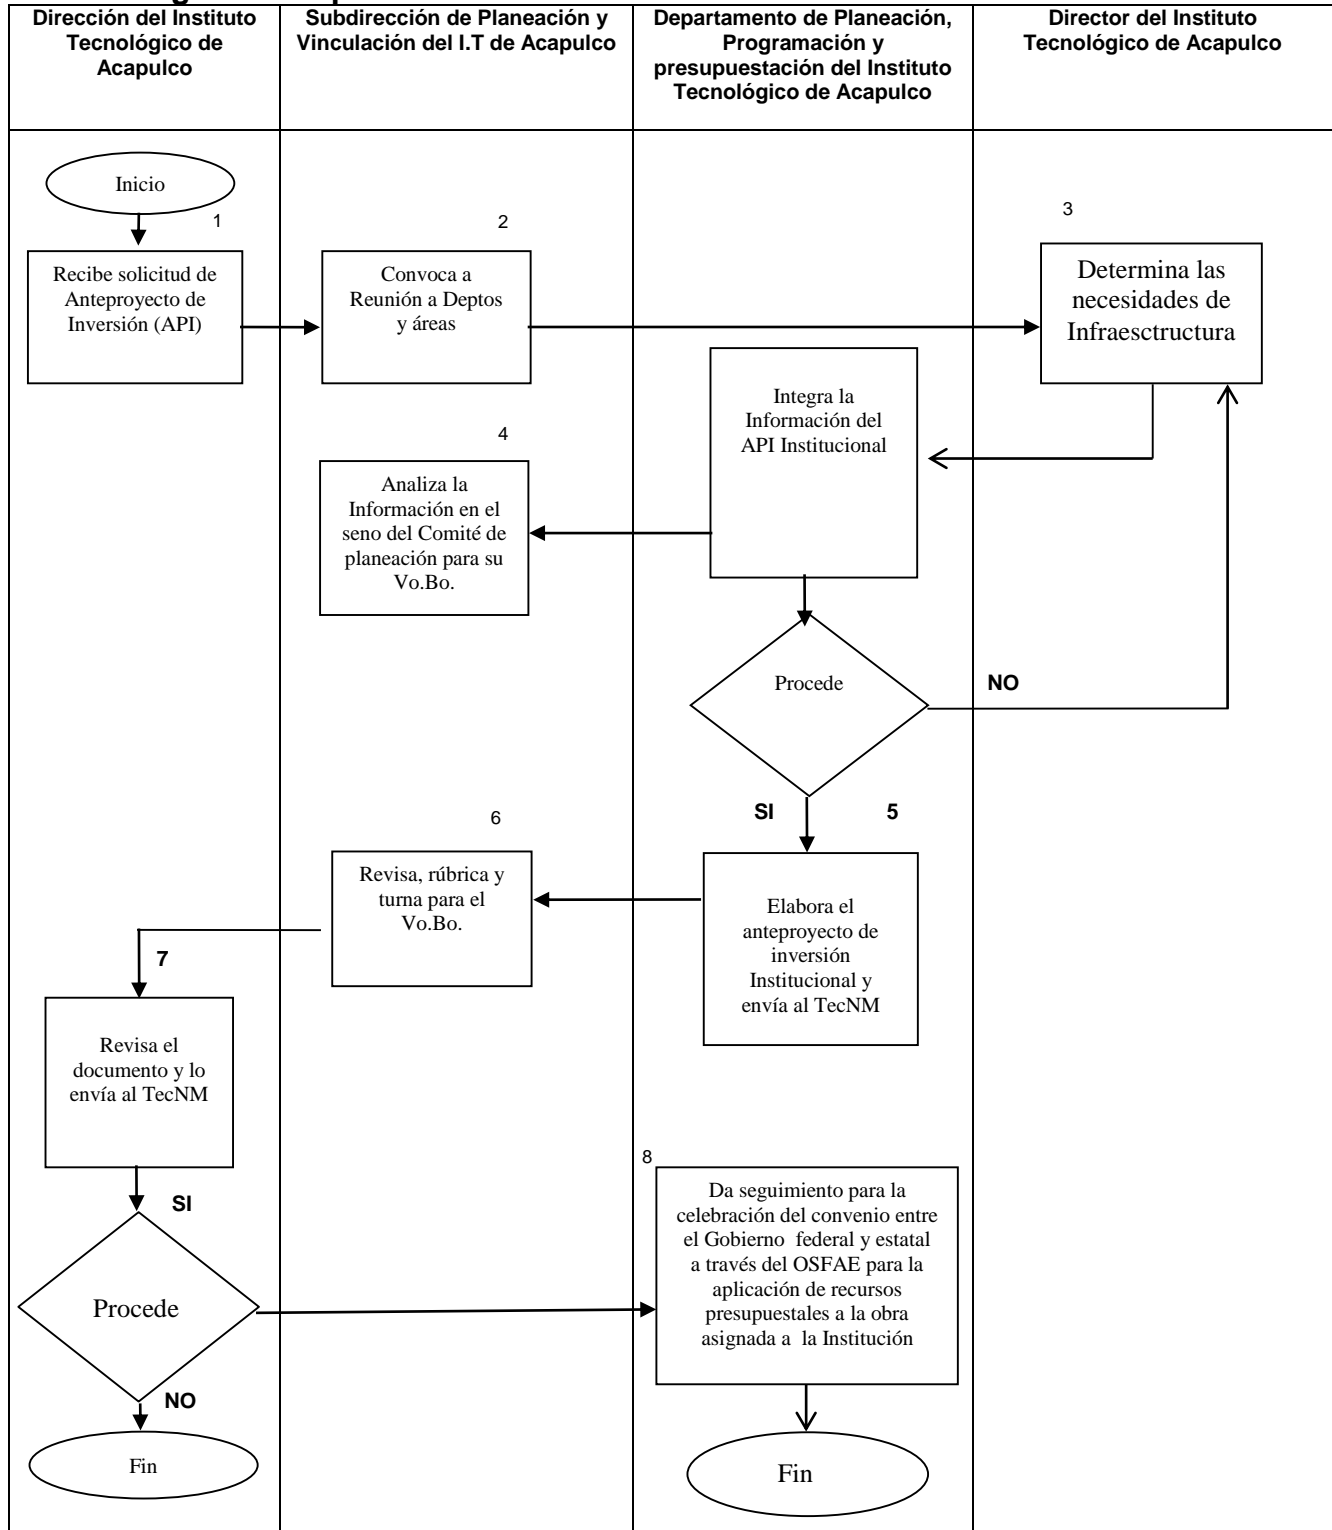 Dirección del Instituto
Tecnológico de
Acapulco
Subdirección de Planeación y
Vinculación del I.T de Acapulco
Departamento de Planeación,
Programación y
presupuestación del Instituto
Tecnológico de Acapulco
Director del Instituto
Tecnológico de Acapulco
Inicio
1
Recibe solicitud de
Anteproyecto de
Inversión (API)
2
Convoca a
Reunión a Deptos
y áreas
3
Determina las
necesidades de
Infraesctructura
Integra la
Información del
API Institucional
4
Analiza la
Información en el
seno del Comité de
planeación para su
Vo.Bo.
Procede
NO
SI
5
Elabora el
anteproyecto de
inversión
Institucional y
envía al TecNM
6
Revisa, rúbrica y
turna para el
Vo.Bo.
7
Revisa el
documento y lo
envía al TecNM
SI
Procede
NO
Fin
8
Da seguimiento para la
celebración del convenio entre
el Gobierno federal y estatal
a través del OSFAE para la
aplicación de recursos
presupuestales a la obra
asignada a la Institución
Fin